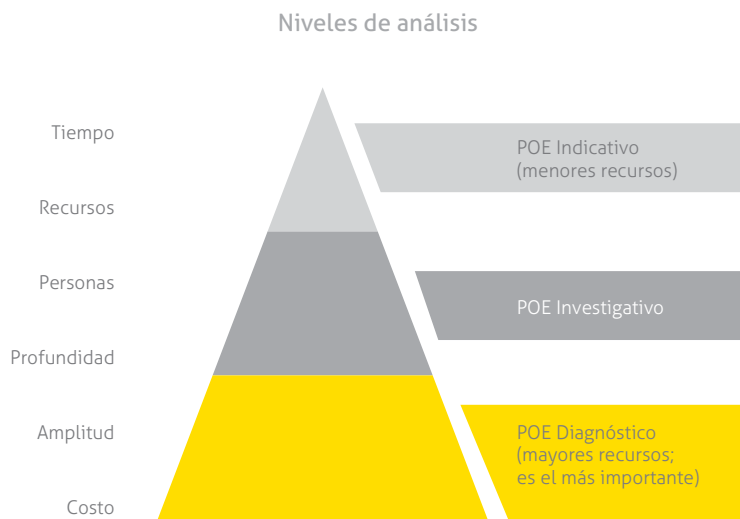 Niveles de análisis
Tiempo
Recursos
Personas
Profundidad
Amplitud
Costo
POE Indicativo
(menores recursos)
POE Investigativo
POE Diagnóstico
(mayores recursos;
es el más importante)